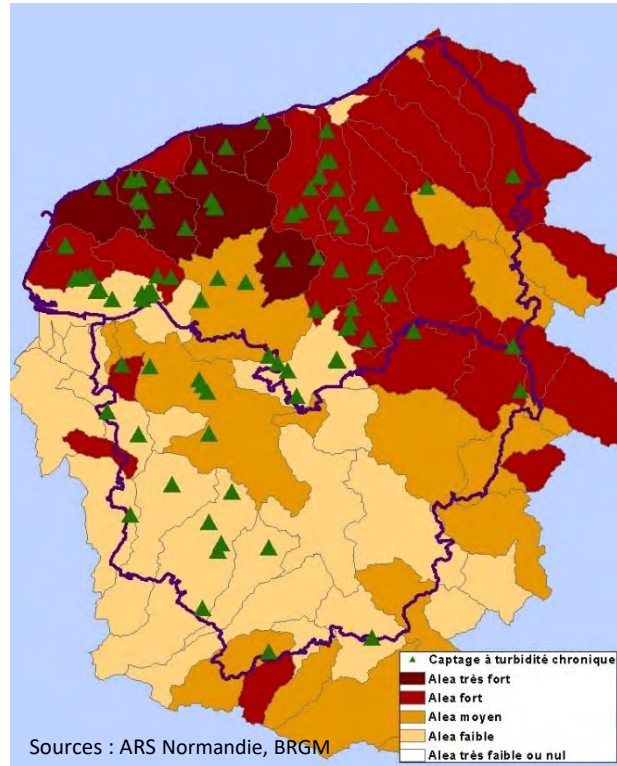 Captage à turbidité chronique
Alea très fort
Alea fort
Alea moyen
Alea faible
Alea très faible ou nul
Sources : ARS Normandie, BRGM